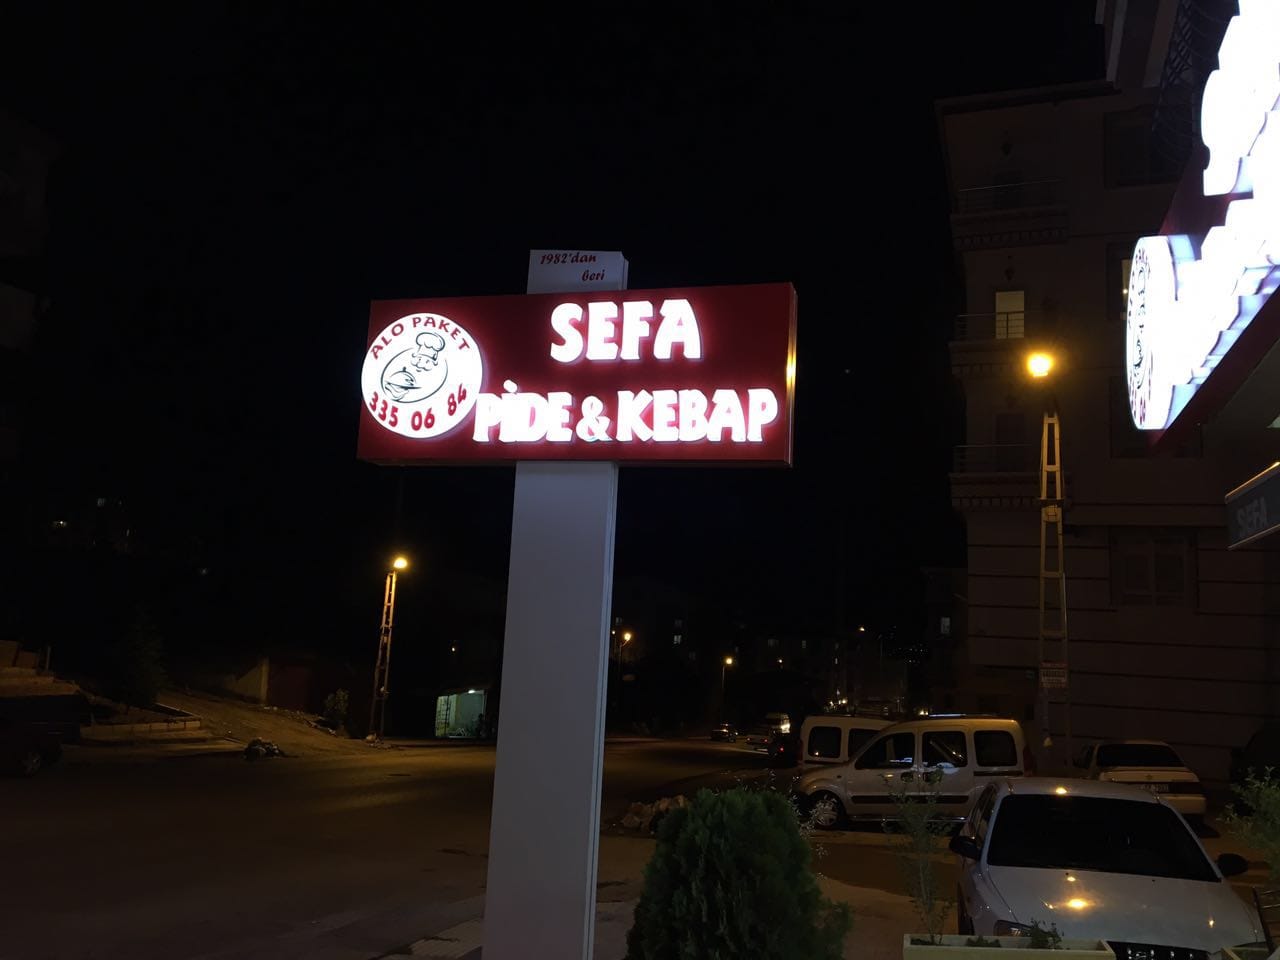 1982'dan
beri
ALO PAKET
335 06 84
SEFA
PİDE & KEBAP
SEFA